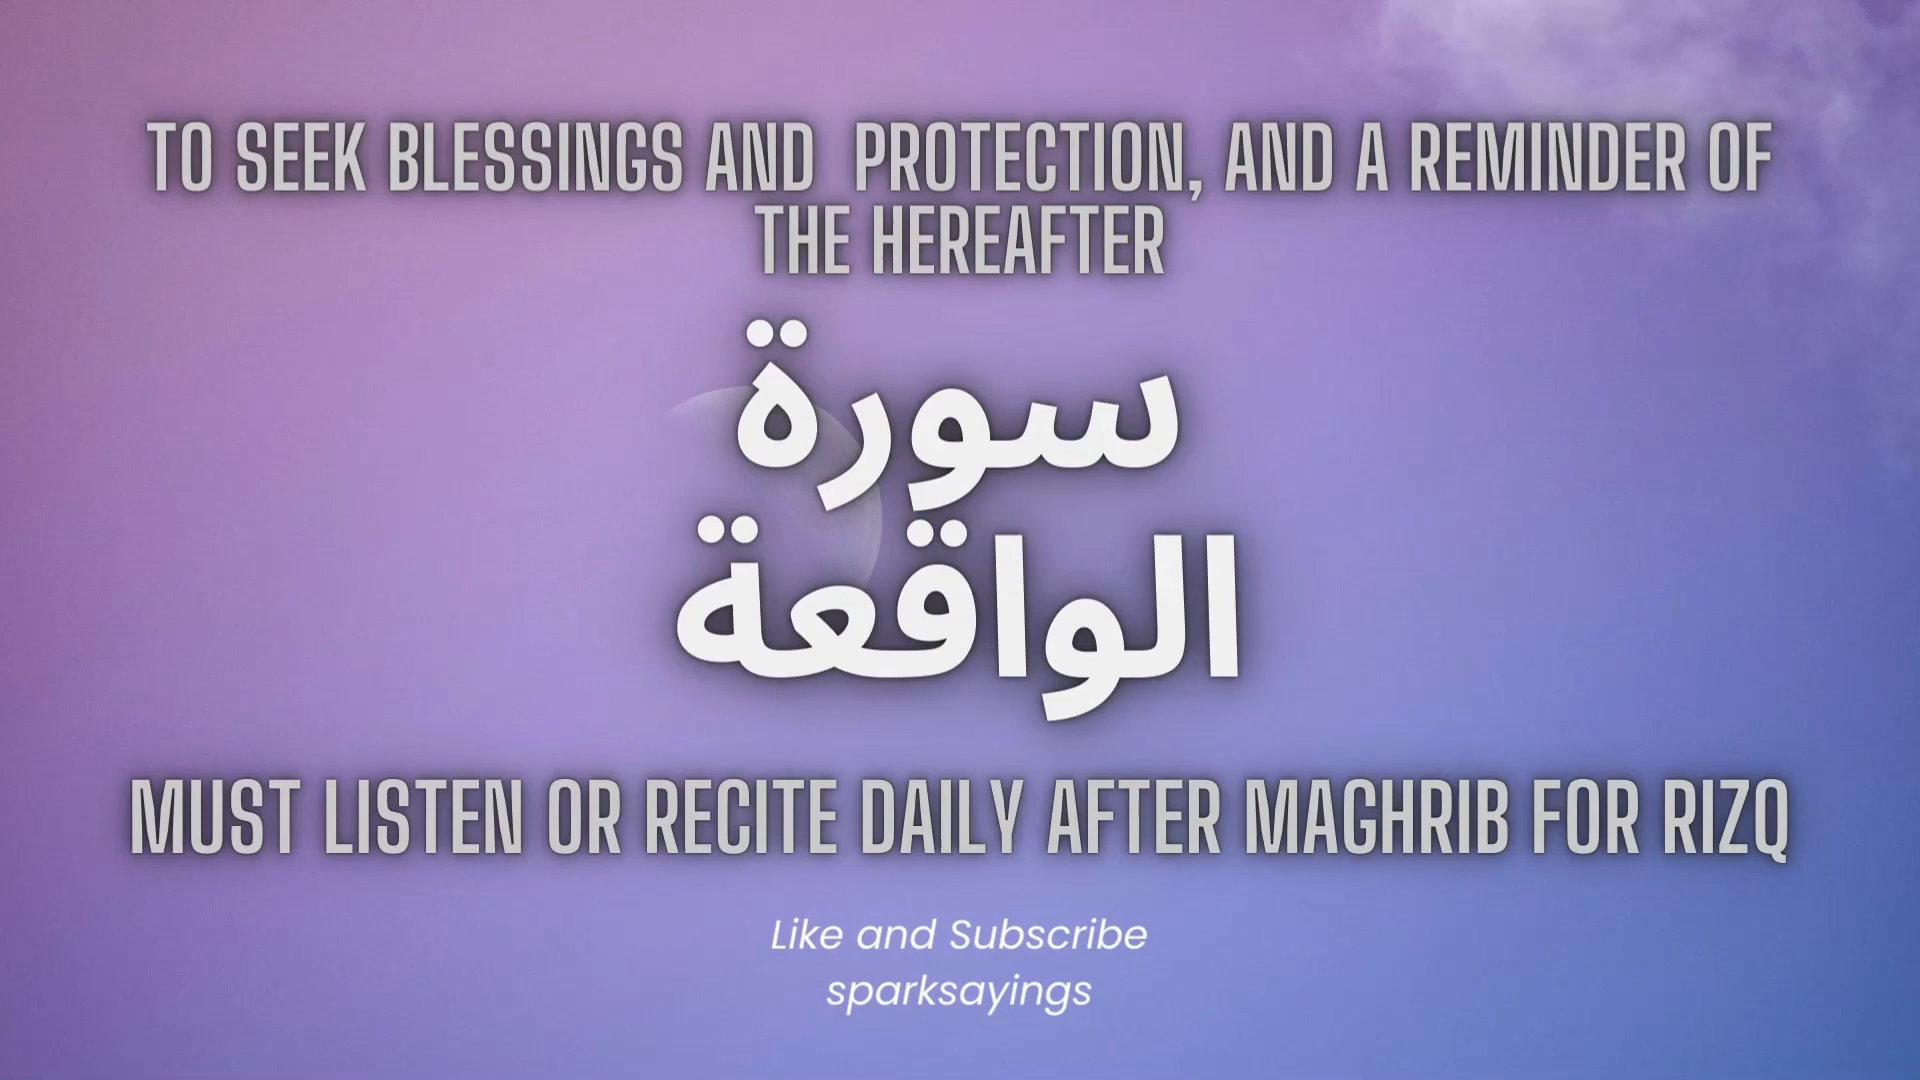 TO SEEK BLESSINGS AND PROTECTION, AND A REMINDER OF
THE HEREAFTER
سورة
الواقعة
MUST LISTEN OR RECITE DAILY AFTER MAGHRIB FOR RIZQ
Like and Subscribe
sparksayings